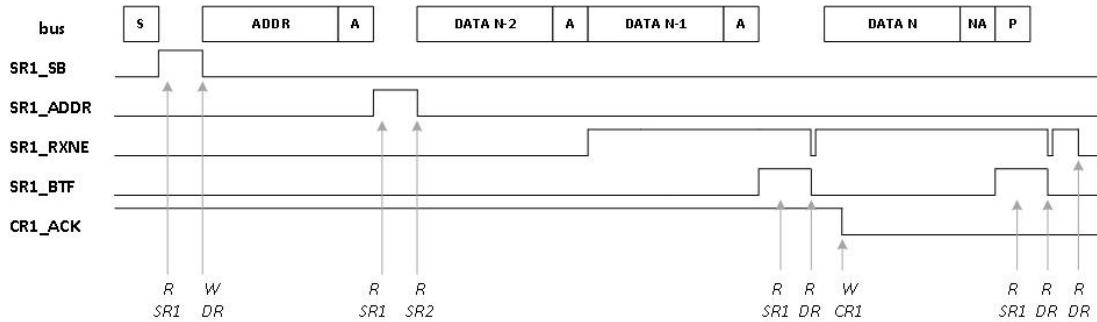 bus S ADDR A DATA N-2 A DATA N-1 A DATA N NA P
SR1_SB
SR1_ADDR
SR1_RXNE
SR1_BTF
CR1_ACK
R W R R R R W R R R
SR1 DR SR1 SR2 SR1 DR CR1 SR1 DR DR